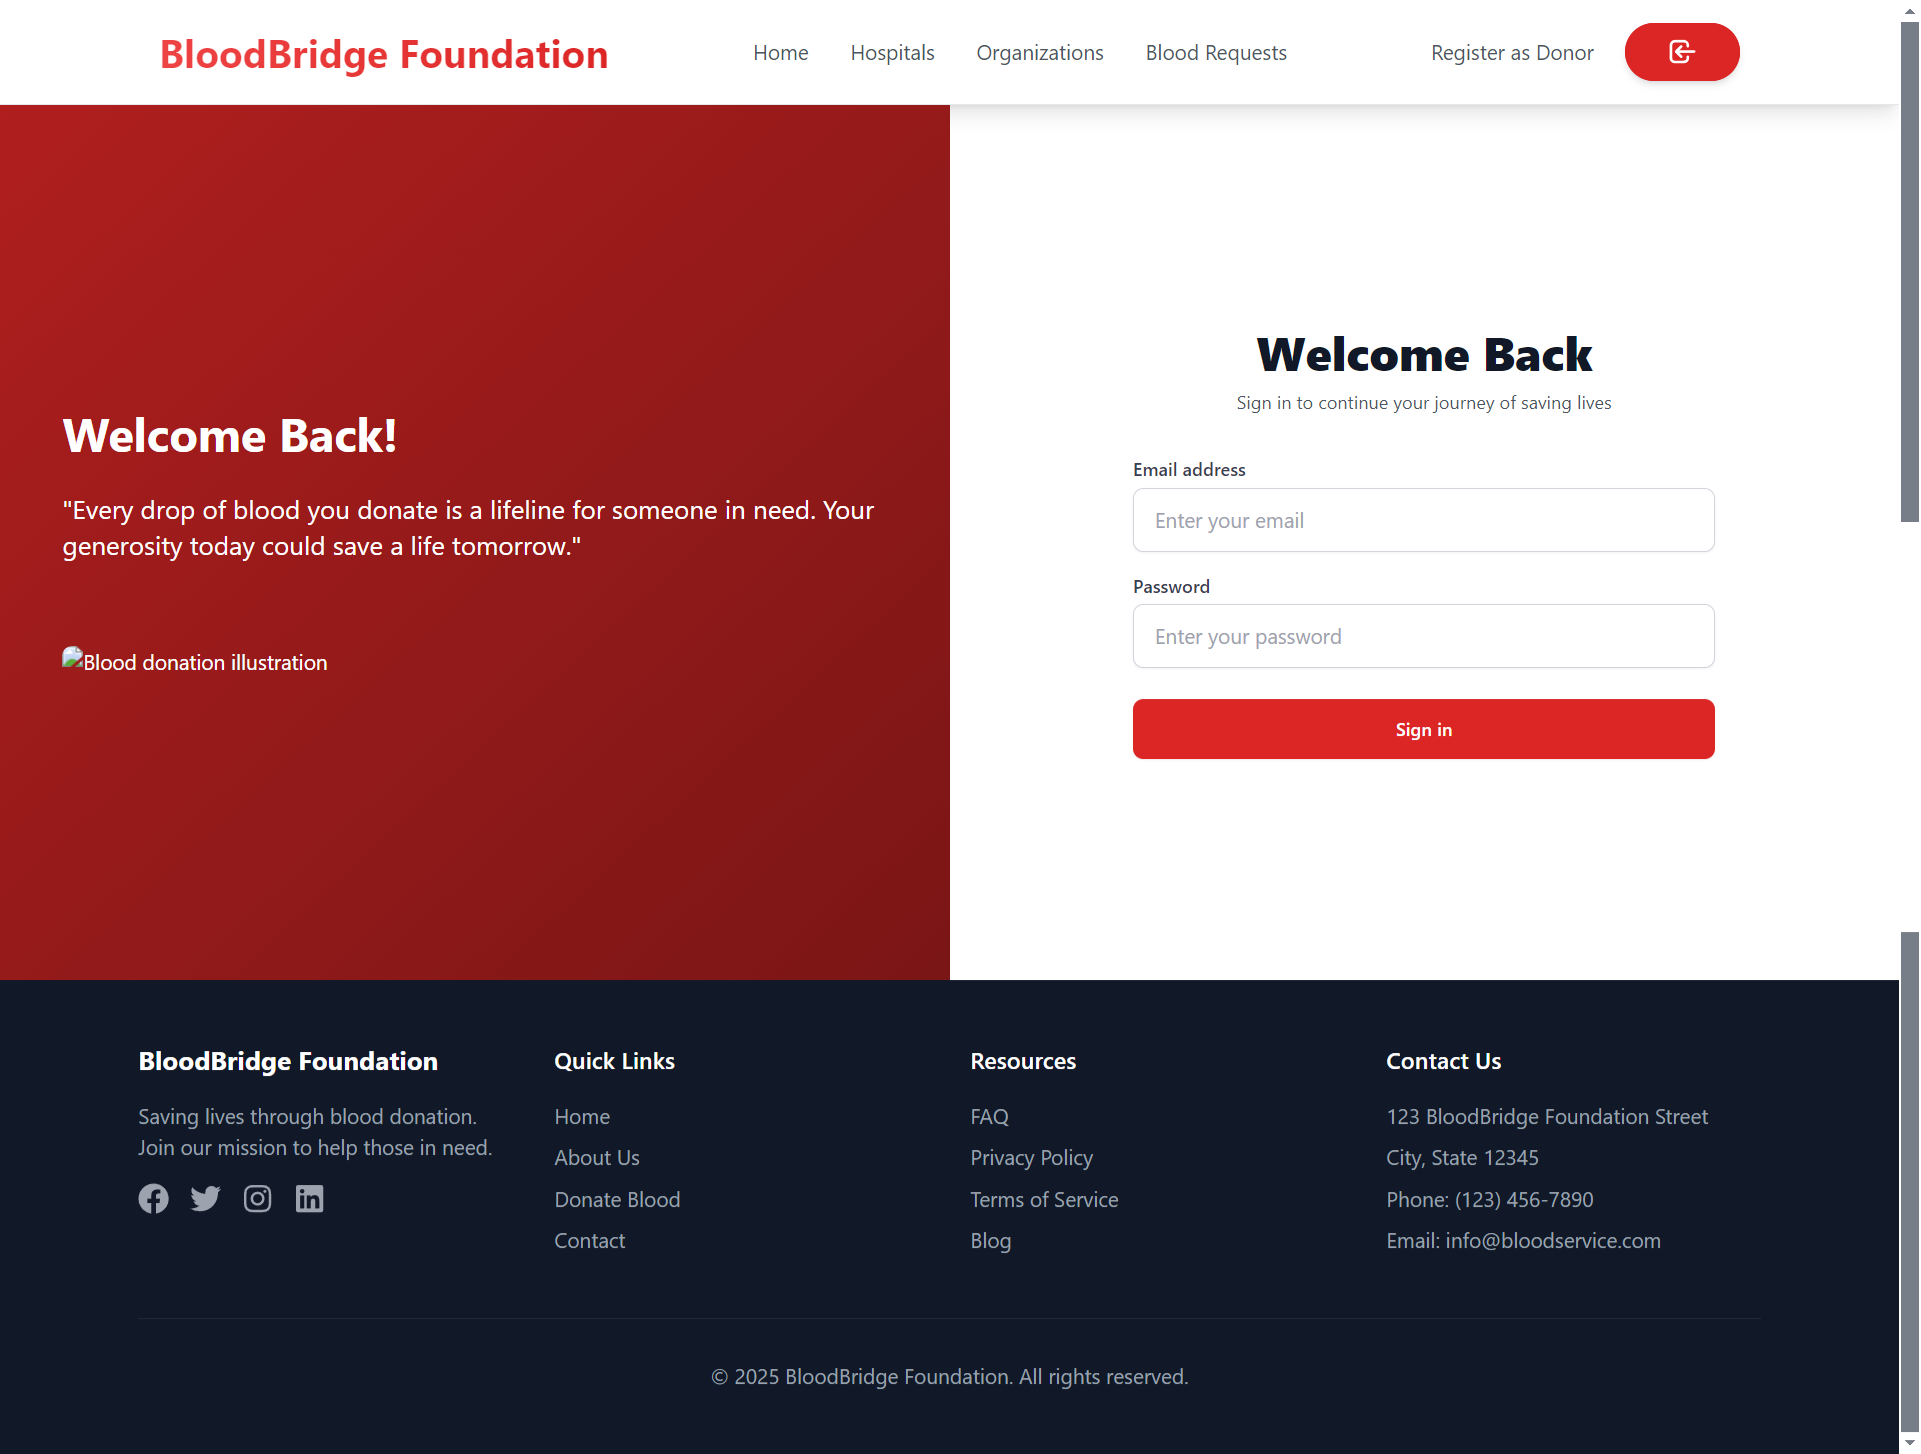 BloodBridge Foundation
Home
Hospitals
Organizations
Blood Requests
Register as Donor
Welcome Back!
"Every drop of blood you donate is a lifeline for someone in need. Your
generosity today could save a life tomorrow."
Blood donation illustration
Welcome Back
Sign in to continue your journey of saving lives
Email address
Enter your email
Password
Enter your password
Sign in
BloodBridge Foundation
Saving lives through blood donation.
Join our mission to help those in need.
Quick Links
Home
About Us
Donate Blood
Contact
Resources
FAQ
Privacy Policy
Terms of Service
Blog
Contact Us
123 BloodBridge Foundation Street
City, State 12345
Phone: (123) 456-7890
Email: info@bloodservice.com
© 2025 BloodBridge Foundation. All rights reserved.